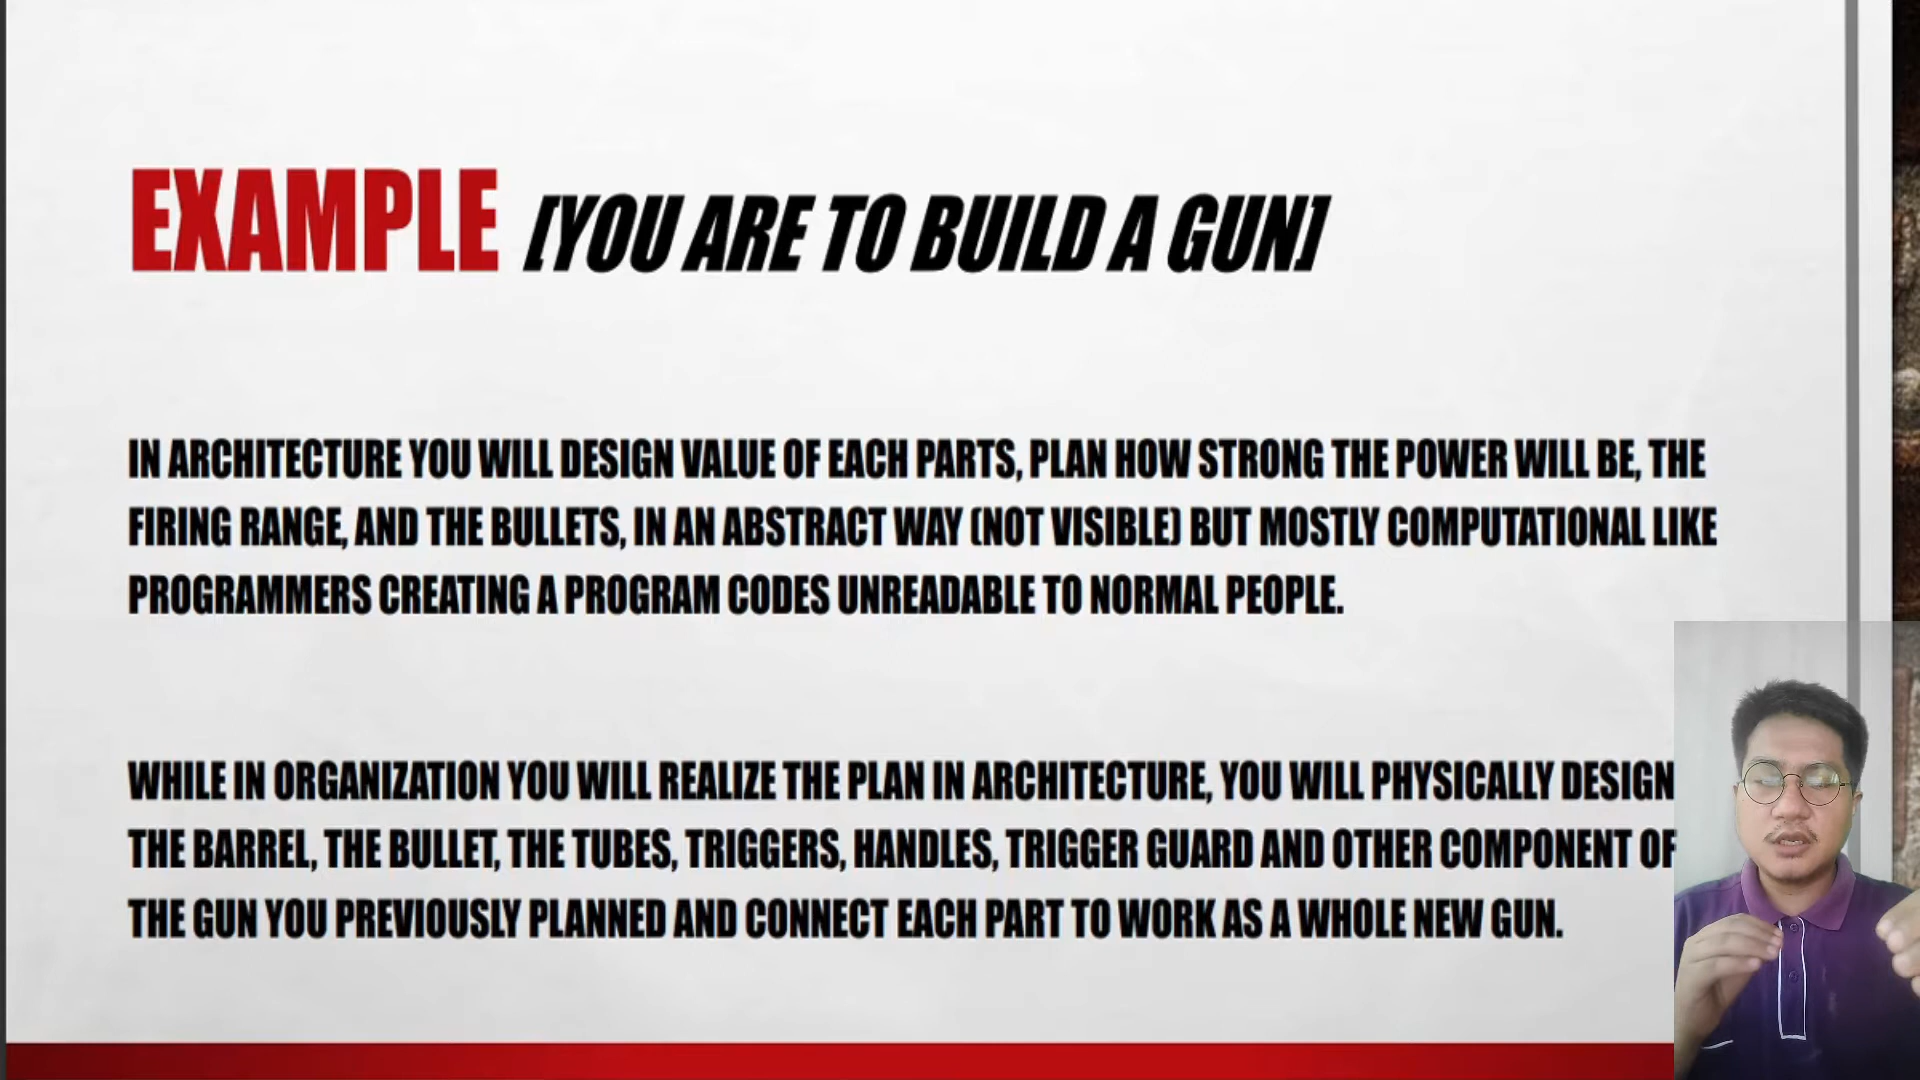 EXAMPLE [YOU ARE TO BUILD A GUN]
IN ARCHITECTURE YOU WILL DESIGN VALUE OF EACH PARTS, PLAN HOW STRONG THE POWER WILL BE, THE
FIRING RANGE, AND THE BULLETS, IN AN ABSTRACT WAY (NOT VISIBLE) BUT MOSTLY COMPUTATIONAL LIKE
PROGRAMMERS CREATING A PROGRAM CODES UNREADABLE TO NORMAL PEOPLE.
WHILE IN ORGANIZATION YOU WILL REALIZE THE PLAN IN ARCHITECTURE, YOU WILL PHYSICALLY DESIGN
THE BARREL, THE BULLET, THE TUBES, TRIGGERS, HANDLES, TRIGGER GUARD AND OTHER COMPONENT OF
THE GUN YOU PREVIOUSLY PLANNED AND CONNECT EACH PART TO WORK AS A WHOLE NEW GUN.